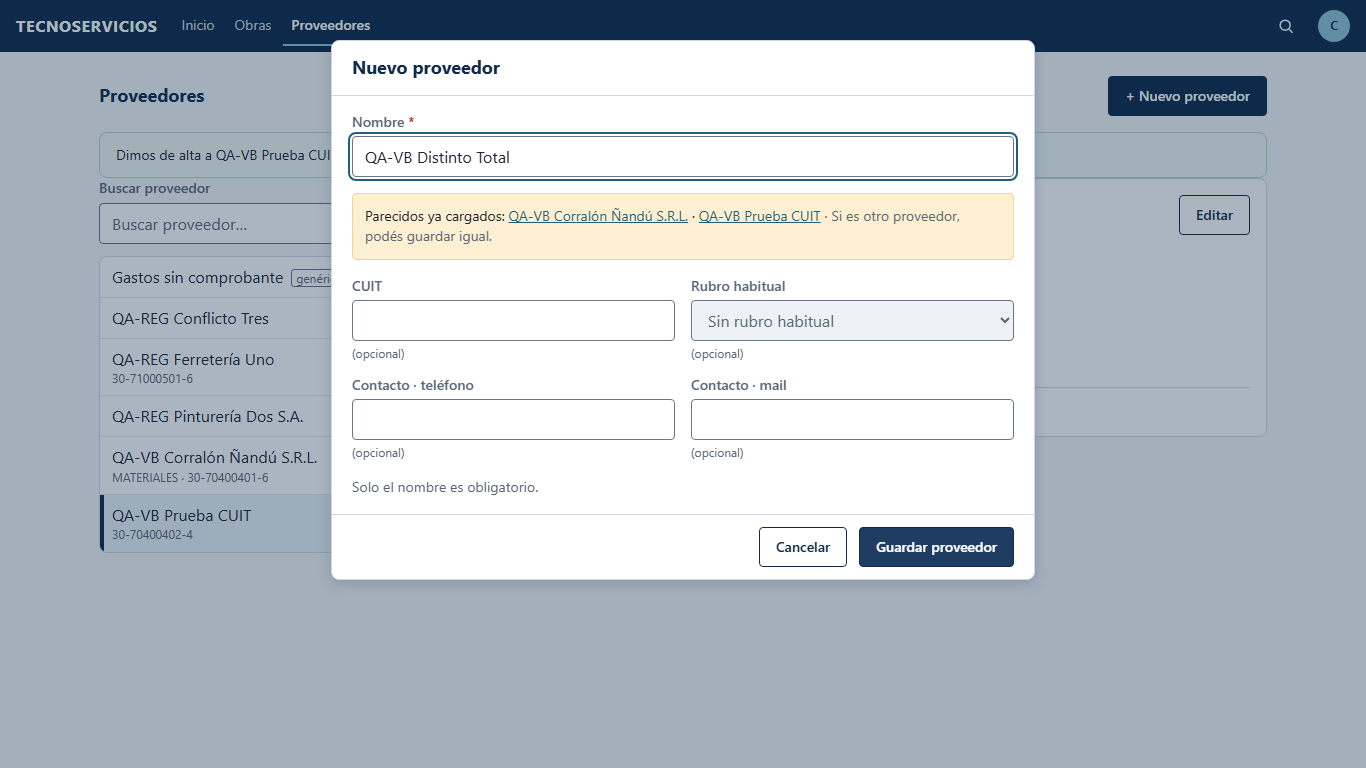 TECNOSERVICIOS Inicio Obras Proveedores C
Nuevo proveedor
Proveedores
+ Nuevo proveedor
Nombre *
QA-VB Distinto Total
Dimos de alta a QA-VB Prueba
Buscar proveedor
Buscar proveedor...
Editar
Parecidos ya cargados: QA-VB Corralón Ñandú S.R.L. · QA-VB Prueba CUIT · Si es otro proveedor,
podés guardar igual.
Gastos sin comprobante
QA-REG Conflicto Tres
QA-REG Ferretería Uno
30-71000501-6
QA-REG Pinturería Dos S.A.
QA-VB Corralón Ñandú S.R.L.
MATERIALES · 30-70400401-6
QA-VB Prueba CUIT
30-70400402-4
CUIT
(opcional)
Rubro habitual
Sin rubro habitual
(opcional)
Contacto · teléfono
(opcional)
Contacto · mail
(opcional)
Solo el nombre es obligatorio.
Cancelar
Guardar proveedor